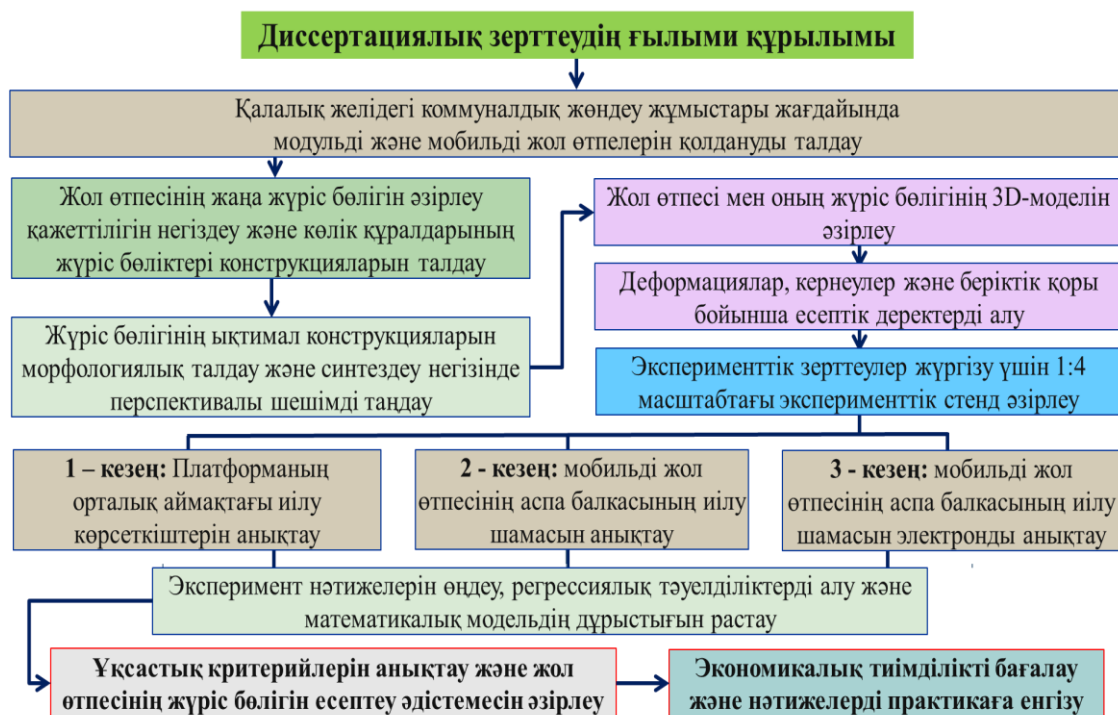 Диссертациялық зерттеудің ғылыми құрылымы
Қалалық желідегі коммуналдық жөндеу жұмыстары жағдайында
модульді және мобильді жол өтпелерін қолдануды талдау
Жол өтпесінің жаңа жүріс бөлігін әзірлеу
қажеттілігін негіздеу және көлік құралдарының
жүріс бөліктері конструкцияларын талдау
Жүріс бөлігінің ықтимал конструкцияларын
морфологиялық талдау және синтездеу негізінде
перспективалы шешімді таңдау
Жол өтпесі мен оның жүріс бөлігінің 3D-моделін
әзірлеу
Деформациялар, кернеулер және беріктік қоры
бойынша есептік деректерді алу
Эксперименттік зерттеулер жүргізу үшін 1:4
масштабтағы эксперименттік стенд әзірлеу
1 – кезең: Платформаның
орталық аймақтағы иілу
көрсеткіштерін анықтау
2 - кезең: мобильді жол
өтпесінің аспа балкасының иілу
шамасын анықтау
3 - кезең: мобильді жол
өтпесінің аспа балкасының иілу
шамасын электронды анықтау
Эксперимент нәтижелерін өңдеу, регрессиялық тәуелділіктерді алу және
математикалық модельдің дұрыстығын растау
Ұқсастық критерийлерін анықтау және жол
өтпесінің жүріс бөлігін есептеу әдістемесін әзірлеу
Экономикалық тиімділікті бағалау
және нәтижелерді практикаға енгізу